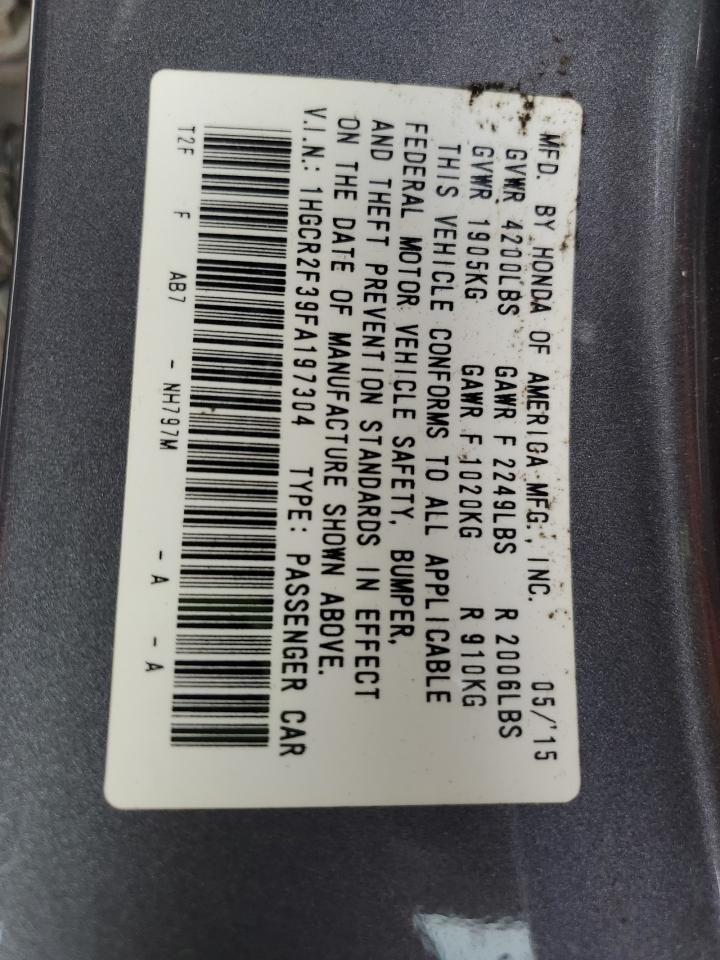 MFD. BY HONDA OF AMERICA MFG., INC. 05/'15
GVWR 4200LBS GAWR F 2249LBS R 2006LBS
GVWR 1905KG GAWR F 1020KG R 910KG
THIS VEHICLE CONFORMS TO ALL APPLICABLE
FEDERAL MOTOR VEHICLE SAFETY, BUMPER,
AND THEFT PREVENTION STANDARDS IN EFFECT
ON THE DATE OF MANUFACTURE SHOWN ABOVE.
V.I.N.: 1HGCR2F39FA197304 TYPE: PASSENGER CAR
T2F F AB7 - NH797M - A - A